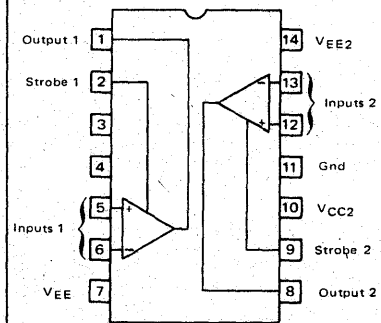 Output 1 1
Strobe 1 2
3
4
Inputs 1
5 +
6 −
VEE 7
14 VEE2
− 13
Inputs 2
+ 12
11 Gnd
10 VCC2
9 Strobe 2
8 Output 2